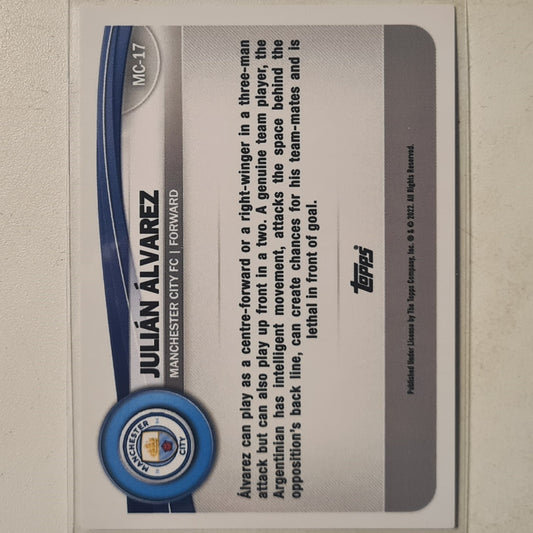 MC-17
JULIÁN ÁLVAREZ
MANCHESTER CITY FC | FORWARD
MANCHESTER
CITY
Álvarez can play as a centre-forward or a right-winger in a three-man
attack but can also play up front in a two. A genuine team player, the
Argentinian has intelligent movement, attacks the space behind the
opposition's back line, can create chances for his team-mates and is
lethal in front of goal.
Topps
Published Under License by The Topps Company, Inc. ® & © 2022. All Rights Reserved.